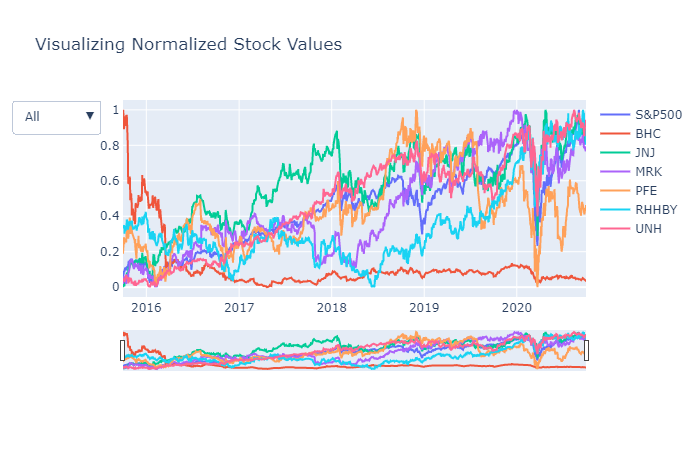 Visualizing Normalized Stock Values
All ▼
1
0.8
0.6
0.4
0.2
0
2016 2017 2018 2019 2020
S&P500
BHC
JNJ
MRK
PFE
RHHBY
UNH